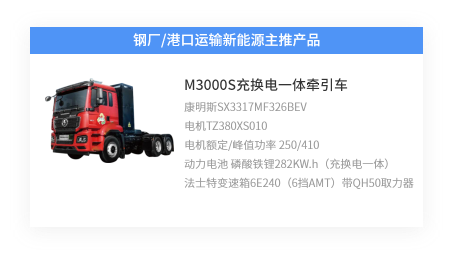 钢厂/港口运输新能源主推产品
M3000S充换电一体牵引车
康明斯SX3317MF326BEV
电机TZ380XS010
电机额定/峰值功率 250/410
动力电池 磷酸铁锂282KW.h（充换电一体）
法士特变速箱6E240（6挡AMT）带QH50取力器